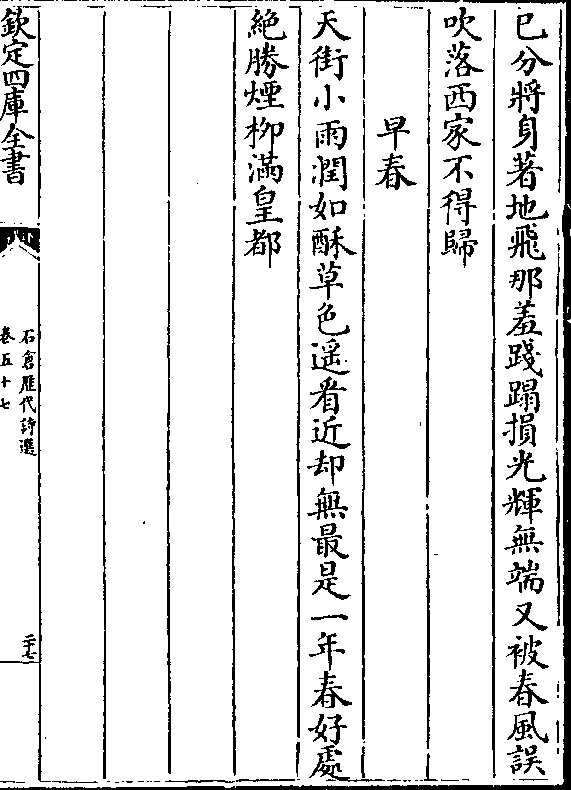 已分將身著地飛那羞踐蹋損光輝無端又被春風誤
吹落西家不得歸
早春
天街小雨潤如酥草色遥看近却無最是一年春好處
絶勝煙柳滿皇都
欽定四庫全書
石倉歴代詩選
卷五十七
二十七